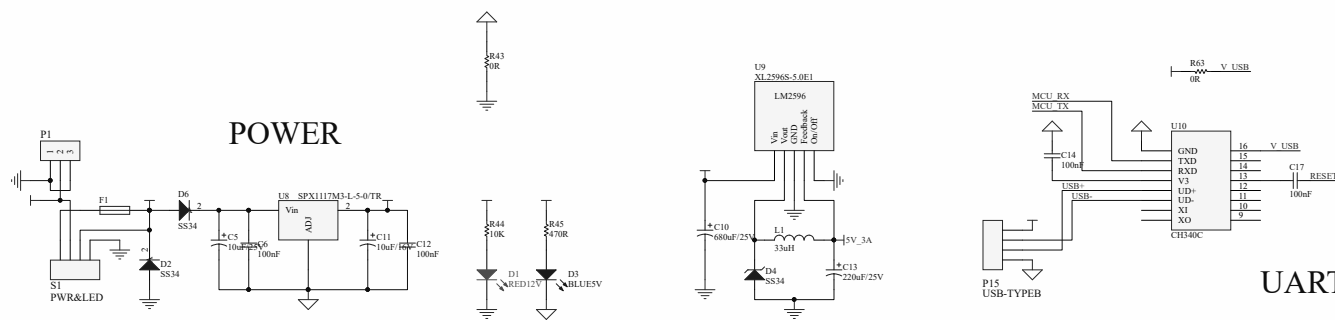 POWER
P1
1 2 3
F1
D6
2
SS34
2
D2
SS34
S1
PWR&LED
U8 SPX1117M3-L-5-0/TR
Vin
2
ADJ
C5
10uF/25V
C6
100nF
C11
10uF/16V
C12
100nF
R43
0R
R44
10K
R45
470R
D1
RED12V
D3
BLUE5V
U9
XL2596S-5.0E1
LM2596
Vin
Vout
GND
Feedback
On/Off
C10
680uF/25V
L1
33uH
5V_3A
D4
SS34
C13
220uF/25V
R63
0R
V_USB
MCU_RX
MCU_TX
C14
100nF
USB+
USB-
U10
GND
TXD
RXD
V3
UD+
UD-
XI
XO
16
15
14
13
12
11
10
9
CH340C
V_USB
C17
100nF
RESET
P15
USB-TYPEB
UART